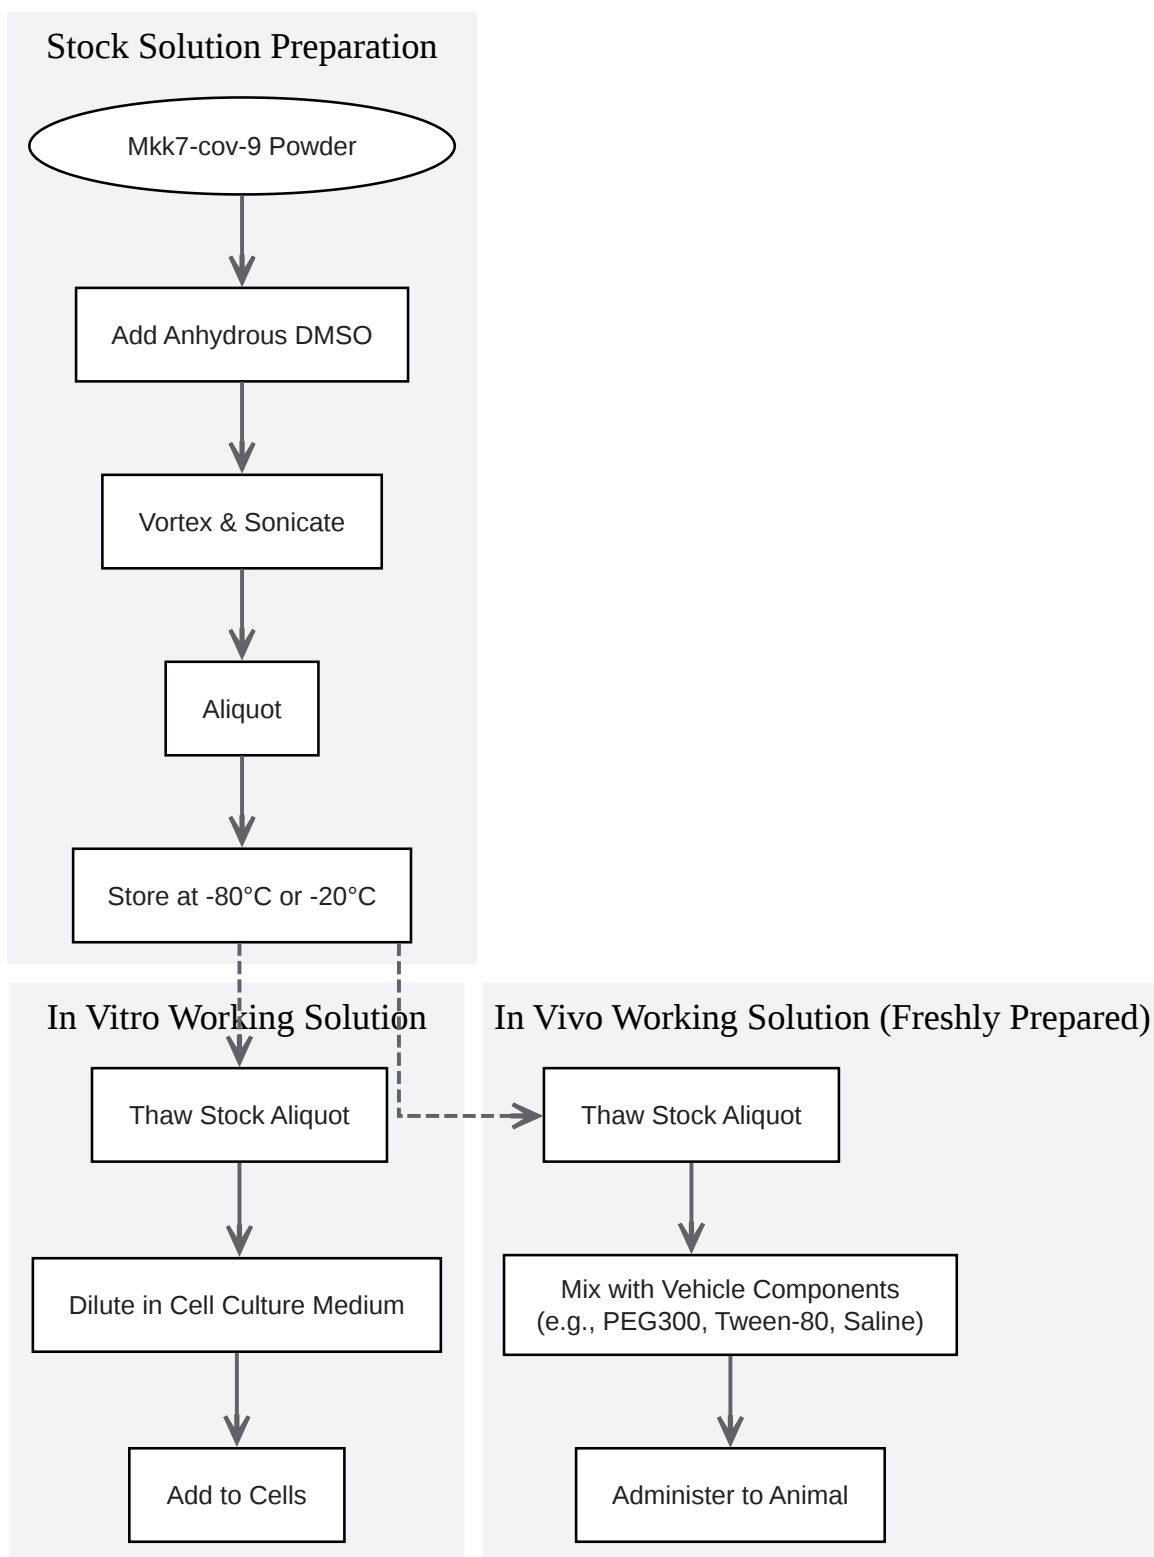 Stock Solution Preparation
Mkk7-cov-9 Powder
Add Anhydrous DMSO
Vortex & Sonicate
Aliquot
Store at -80°C or -20°C
In Vitro Working Solution
Thaw Stock Aliquot
Dilute in Cell Culture Medium
Add to Cells
In Vivo Working Solution (Freshly Prepared)
Thaw Stock Aliquot
Mix with Vehicle Components
(e.g., PEG300, Tween-80, Saline)
Administer to Animal